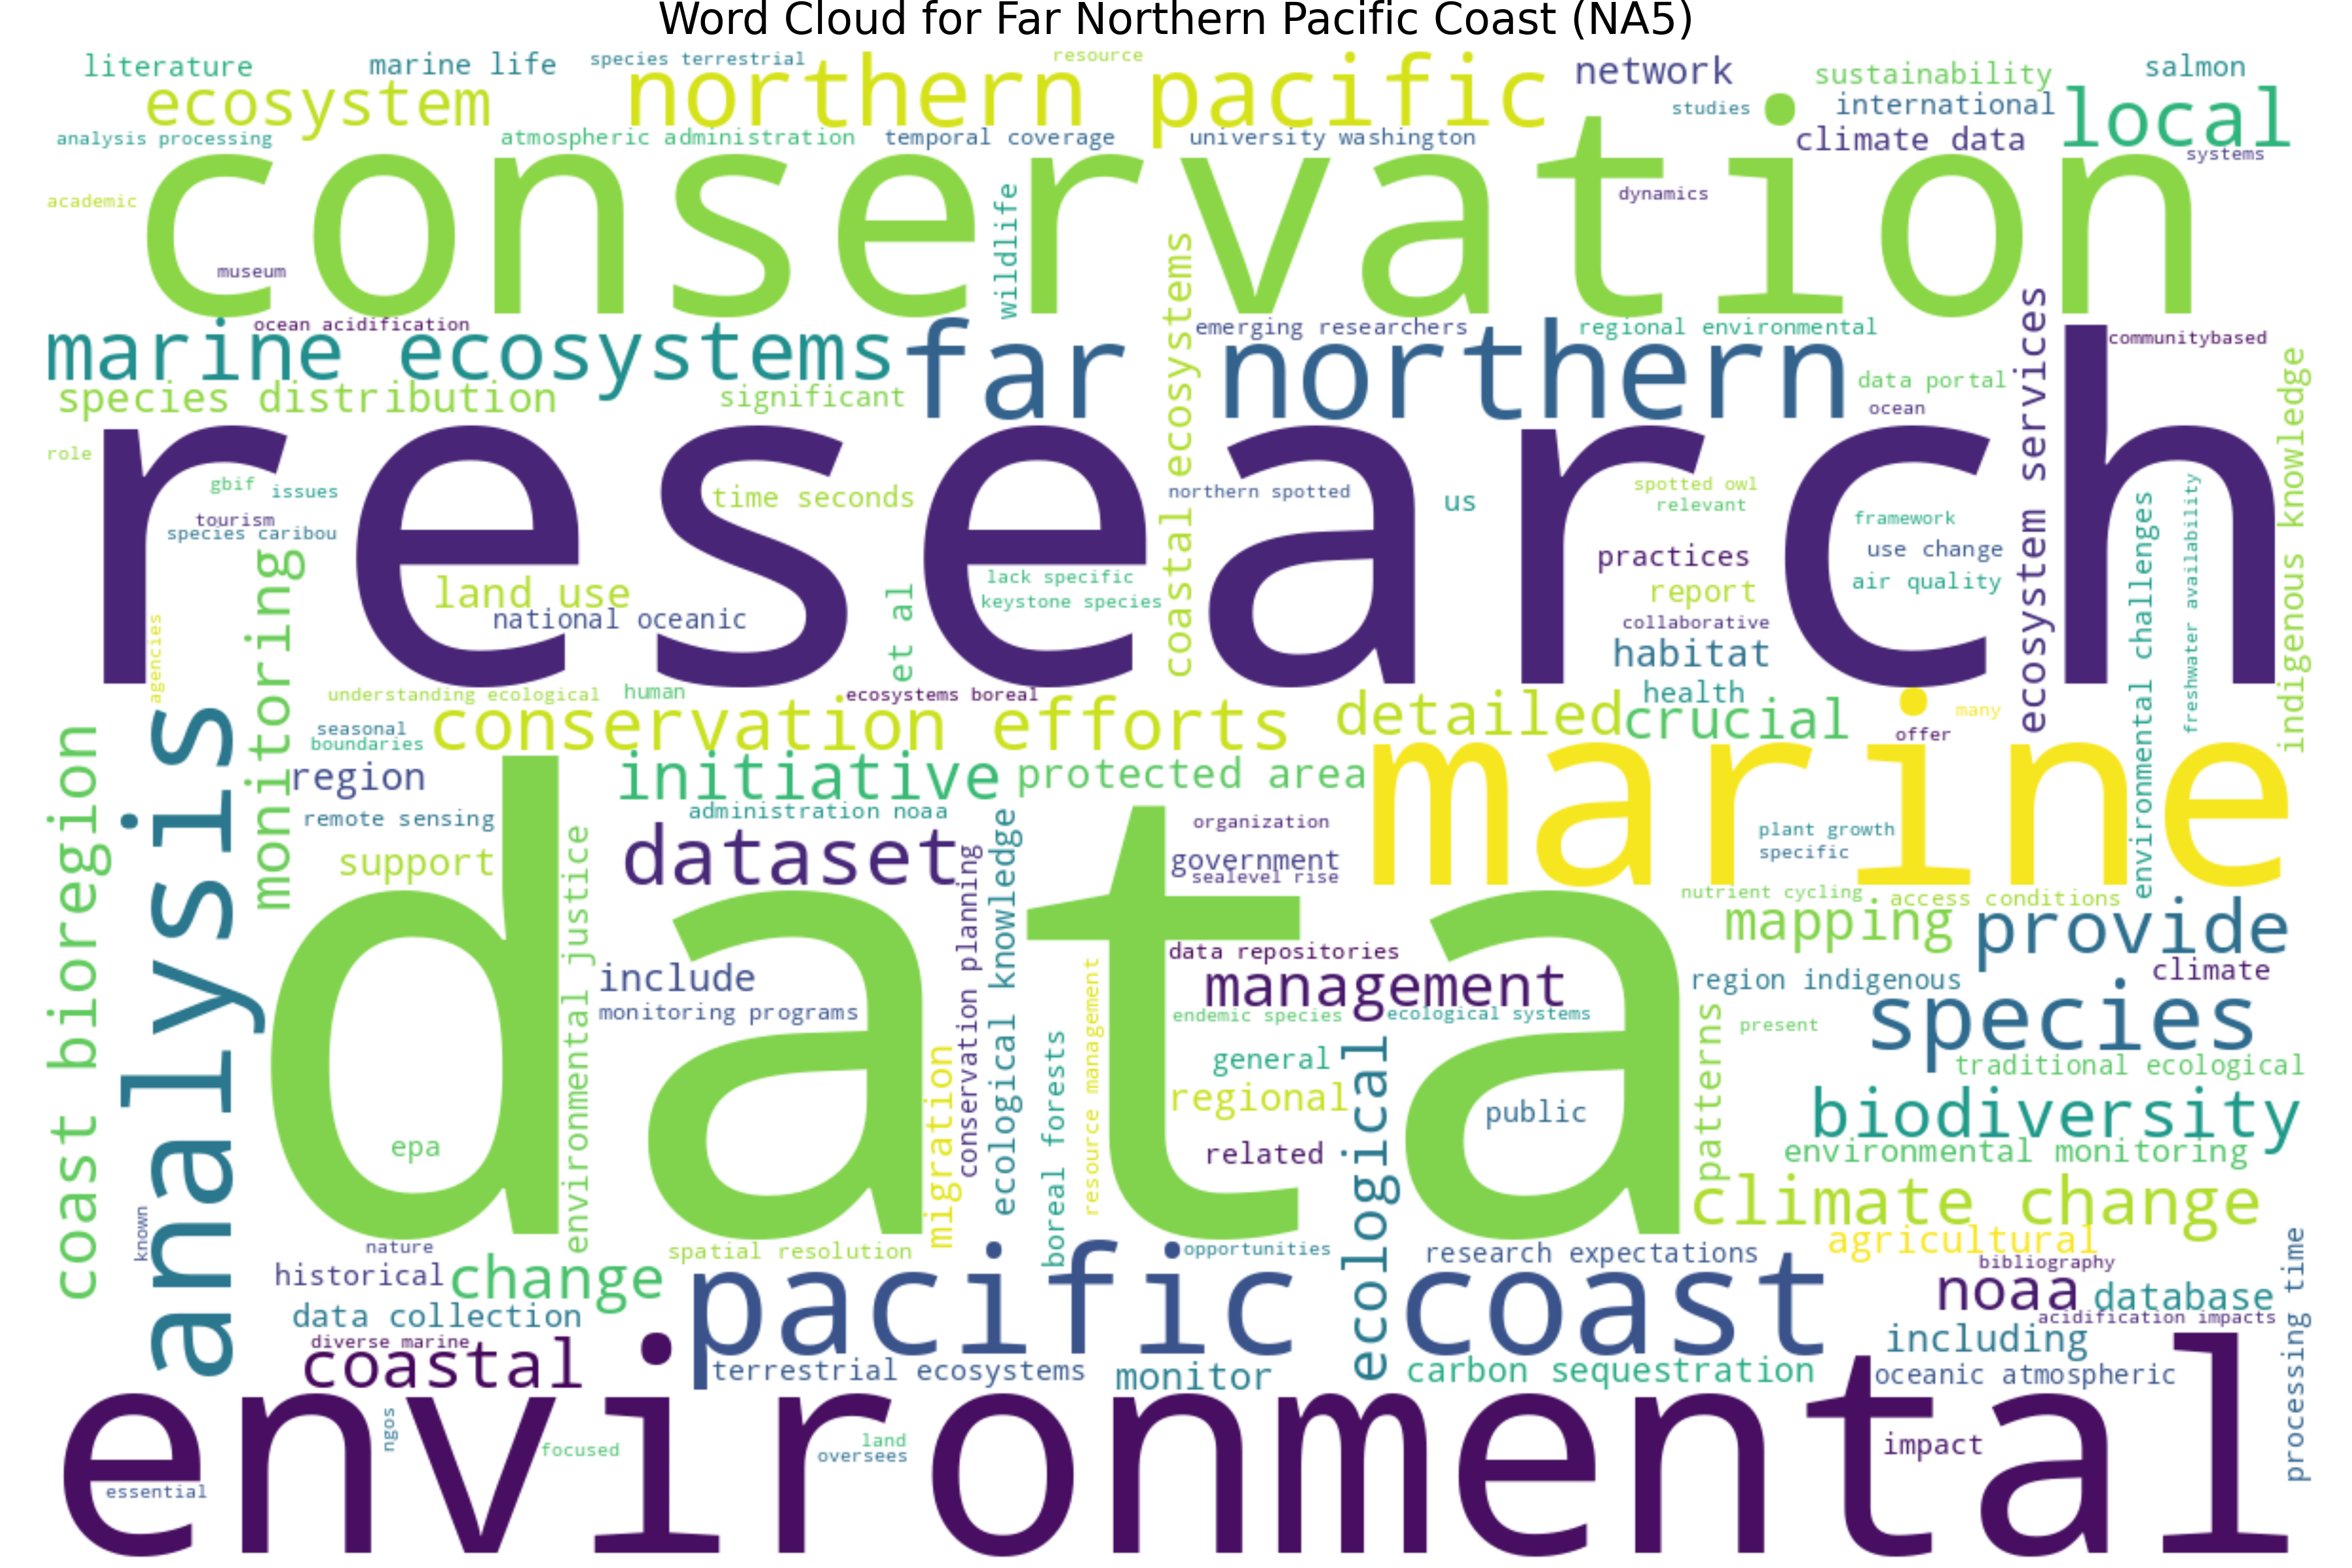 Word Cloud for Far Northern Pacific Coast (NA5)
literature
marine life
species terrestrial
resource
network
sustainability
salmon
ecosystem
northern pacific
studies
international
local
analysis processing
atmospheric administration
temporal coverage
university washington
climate data
systems
academic
conservation
wildlife
dynamics
museum
coastal ecosystems
ecosystem services
marine ecosystems
ocean acidification
far northern
emerging researchers
regional environmental
communitybased
species distribution
significant
data portal
ocean
indigenous knowledge
role
research
gbif
issues
time seconds
northern spotted
us
spotted owl
relevant
tourism
species caribou
framework
use change
air quality
practices
report
collaborative
habitat
health
land use
national oceanic
et al
lack specific
keystone species
environmental challenges
freshwater availability
agencies
monitoring
understanding ecological
human
ecosystems boreal
seasonal
boundaries
conservation efforts
detailed
crucial
many
offer
coast bioregion
analysis
region
initiative
protected area
marine
remote sensing
administration noaa
organization
plant growth
specific
support
dataset
government
sealevel rise
nutrient cycling
access conditions
data
environmental justice
conservation planning
ecological knowledge
mapping
provide
data repositories
include
management
region indigenous
climate
monitoring programs
endemic species
ecological systems
species
present
resource management
boreal forests
migration
general
regional
public
related
ecological
patterns
traditional ecological
biodiversity
epa
environmental monitoring
climate change
known
nature
spatial resolution
opportunities
research expectations
agricultural
bibliography
historical
change
pacific coast
noaa
database
processing time
data collection
acidification impacts
diverse marine
coastal
including
terrestrial ecosystems
monitor
carbon sequestration
oceanic atmospheric
environmental
ngos
focused
land
oversees
impact
essential